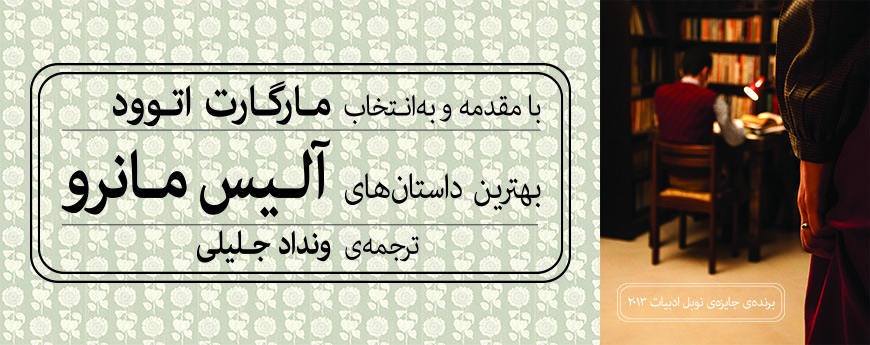 با مقدمه و به‌انتخاب مارگارت اتوود
بهترین داستان‌های آلیس مانرو
ترجمه‌ی ونداد جلیلی
برنده‌ی جایزه‌ی نوبل ادبیات ۲۰۱۳